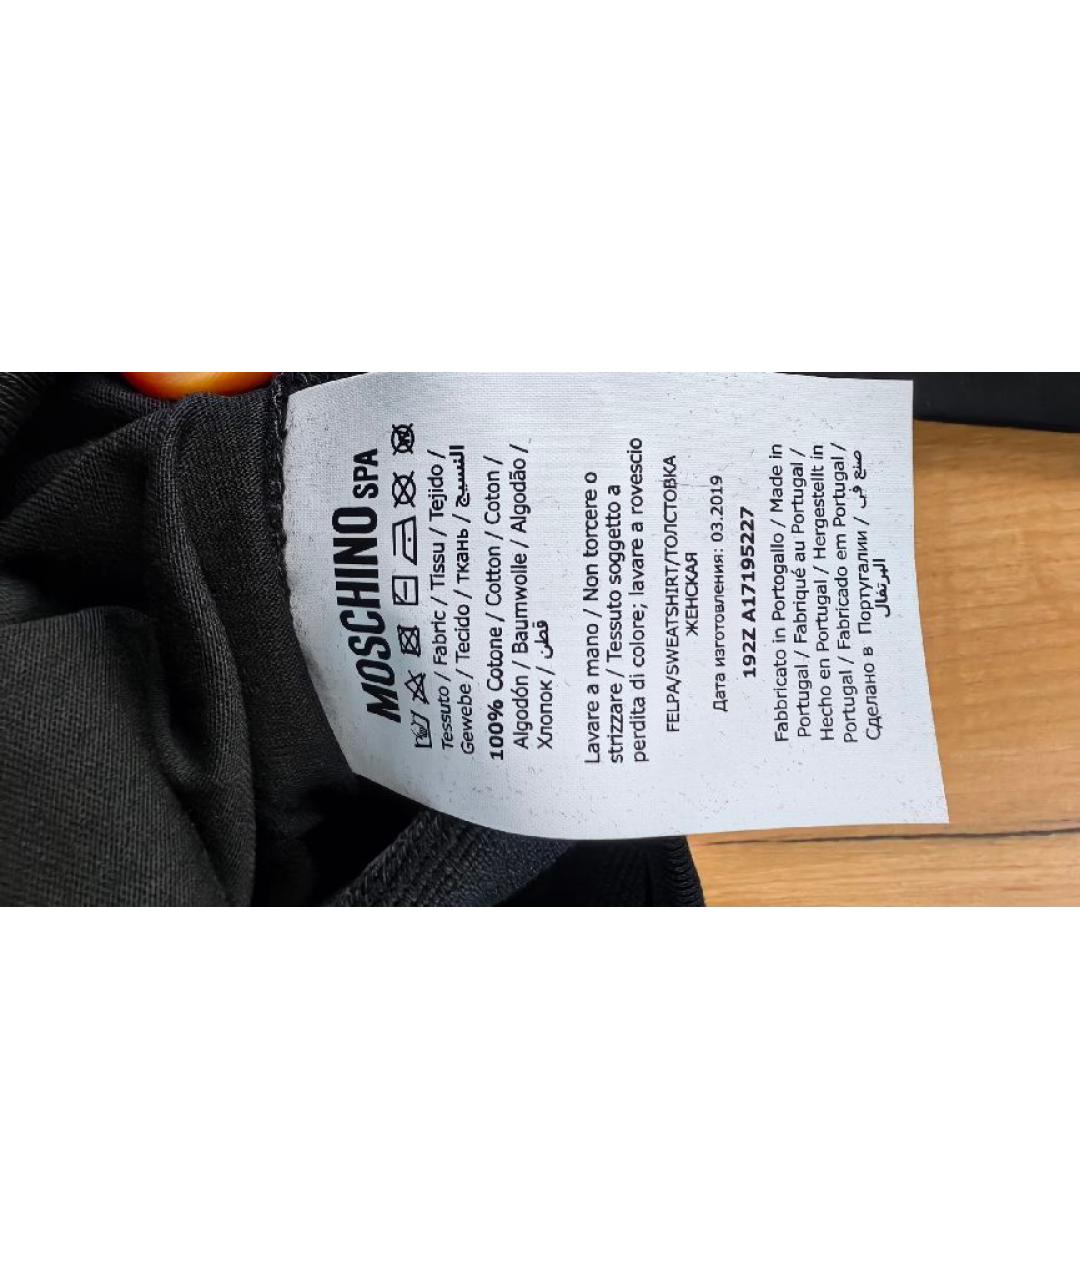 MOSCHINO SPA
Tessuto / Fabric / Tissu / Tejido /
Gewebe / Tecido / ткань / النسيج
100% Cotone / Cotton / Coton /
Algodón / Baumwolle / Algodão /
Хлопок / قطن
Lavare a mano / Non torcere o
strizzare / Tessuto soggetto a
perdita di colore; lavare a rovescio
FELPA/SWEATSHIRT/ТОЛСТОВКА
ЖЕНСКАЯ
Дата изготовления: 03.2019
192Z A17195227
Fabbricato in Portogallo / Made in
Portugal / Fabriqué au Portugal /
Hecho en Portugal / Hergestellt in
Portugal / Fabricado em Portugal /
Сделано в Португалии / صنع في
البرتغال